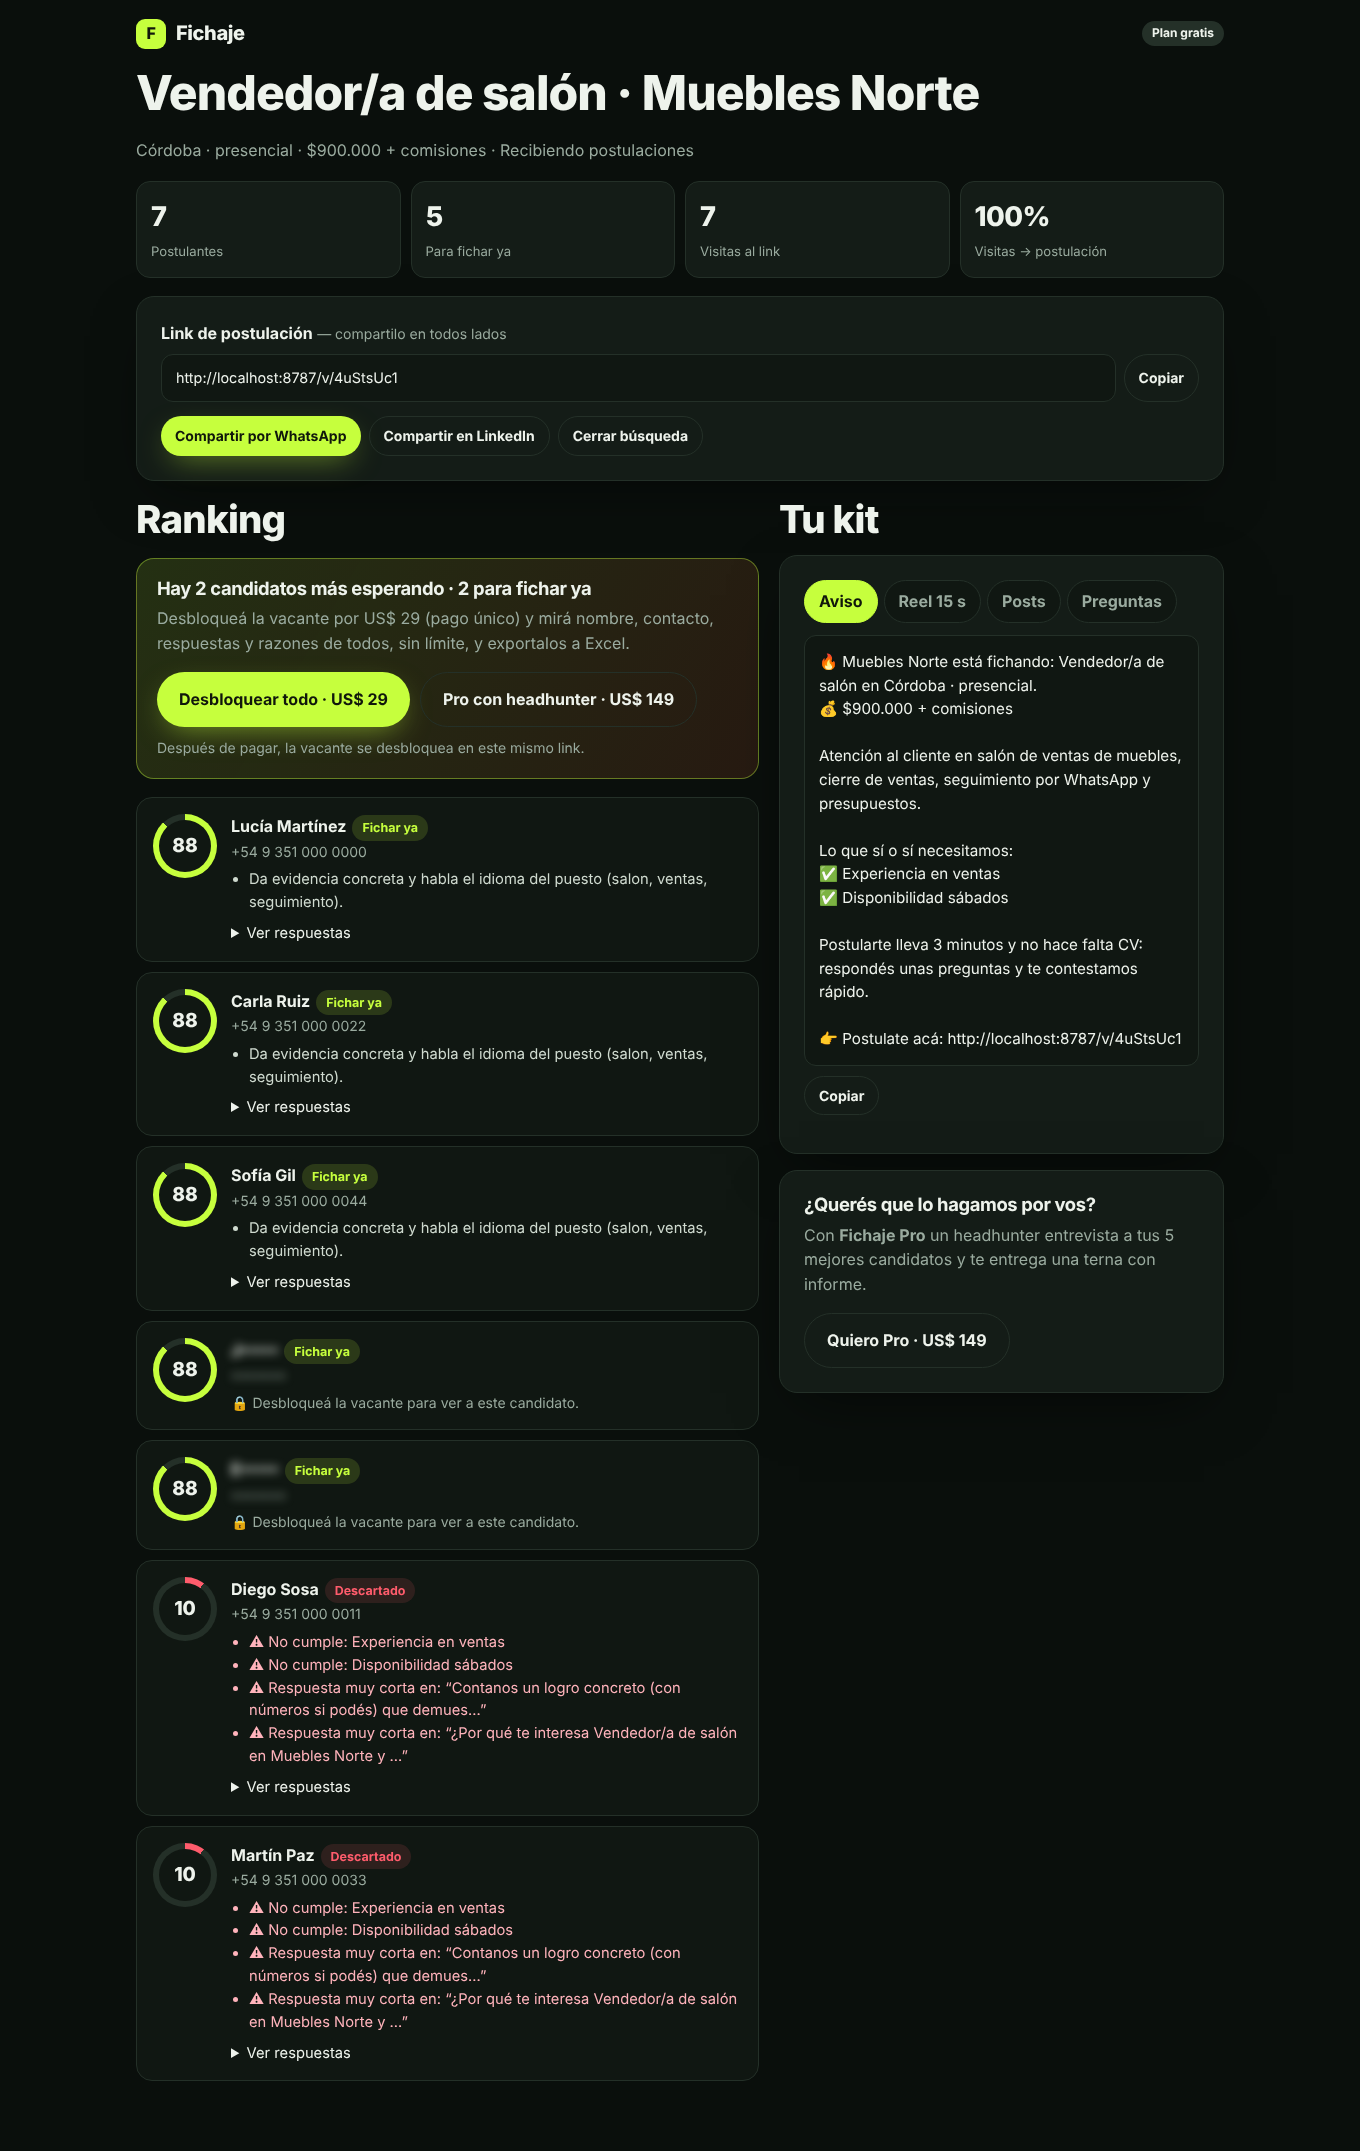 F Fichaje
Plan gratis
Vendedor/a de salón · Muebles Norte
Córdoba · presencial · $900.000 + comisiones · Recibiendo postulaciones
7
Postulantes
5
Para fichar ya
7
Visitas al link
100%
Visitas → postulación
Link de postulación — compartilo en todos lados
http://localhost:8787/v/4uStsUc1
Copiar
Compartir por WhatsApp
Compartir en LinkedIn
Cerrar búsqueda
Ranking
Hay 2 candidatos más esperando · 2 para fichar ya
Desbloqueá la vacante por US$ 29 (pago único) y mirá nombre, contacto,
respuestas y razones de todos, sin límite, y exportalos a Excel.
Desbloquear todo · US$ 29
Pro con headhunter · US$ 149
Después de pagar, la vacante se desbloquea en este mismo link.
88
Lucía Martínez Fichar ya
+54 9 351 000 0000
• Da evidencia concreta y habla el idioma del puesto (salon, ventas,
seguimiento).
▶ Ver respuestas
88
Carla Ruiz Fichar ya
+54 9 351 000 0022
• Da evidencia concreta y habla el idioma del puesto (salon, ventas,
seguimiento).
▶ Ver respuestas
88
Sofía Gil Fichar ya
+54 9 351 000 0044
• Da evidencia concreta y habla el idioma del puesto (salon, ventas,
seguimiento).
▶ Ver respuestas
88
Fichar ya
🔒 Desbloqueá la vacante para ver a este candidato.
88
Fichar ya
🔒 Desbloqueá la vacante para ver a este candidato.
10
Diego Sosa Descartado
+54 9 351 000 0011
• ⚠ No cumple: Experiencia en ventas
• ⚠ No cumple: Disponibilidad sábados
• ⚠ Respuesta muy corta en: “Contanos un logro concreto (con
números si podés) que demues…”
• ⚠ Respuesta muy corta en: “¿Por qué te interesa Vendedor/a de salón
en Muebles Norte y …”
▶ Ver respuestas
10
Martín Paz Descartado
+54 9 351 000 0033
• ⚠ No cumple: Experiencia en ventas
• ⚠ No cumple: Disponibilidad sábados
• ⚠ Respuesta muy corta en: “Contanos un logro concreto (con
números si podés) que demues…”
• ⚠ Respuesta muy corta en: “¿Por qué te interesa Vendedor/a de salón
en Muebles Norte y …”
▶ Ver respuestas
Tu kit
Aviso
Reel 15 s
Posts
Preguntas
🔥 Muebles Norte está fichando: Vendedor/a de
salón en Córdoba · presencial.
💰 $900.000 + comisiones
Atención al cliente en salón de ventas de muebles,
cierre de ventas, seguimiento por WhatsApp y
presupuestos.
Lo que sí o sí necesitamos:
✅ Experiencia en ventas
✅ Disponibilidad sábados
Postularte lleva 3 minutos y no hace falta CV:
respondés unas preguntas y te contestamos
rápido.
👉 Postulate acá: http://localhost:8787/v/4uStsUc1
Copiar
¿Querés que lo hagamos por vos?
Con Fichaje Pro un headhunter entrevista a tus 5
mejores candidatos y te entrega una terna con
informe.
Quiero Pro · US$ 149